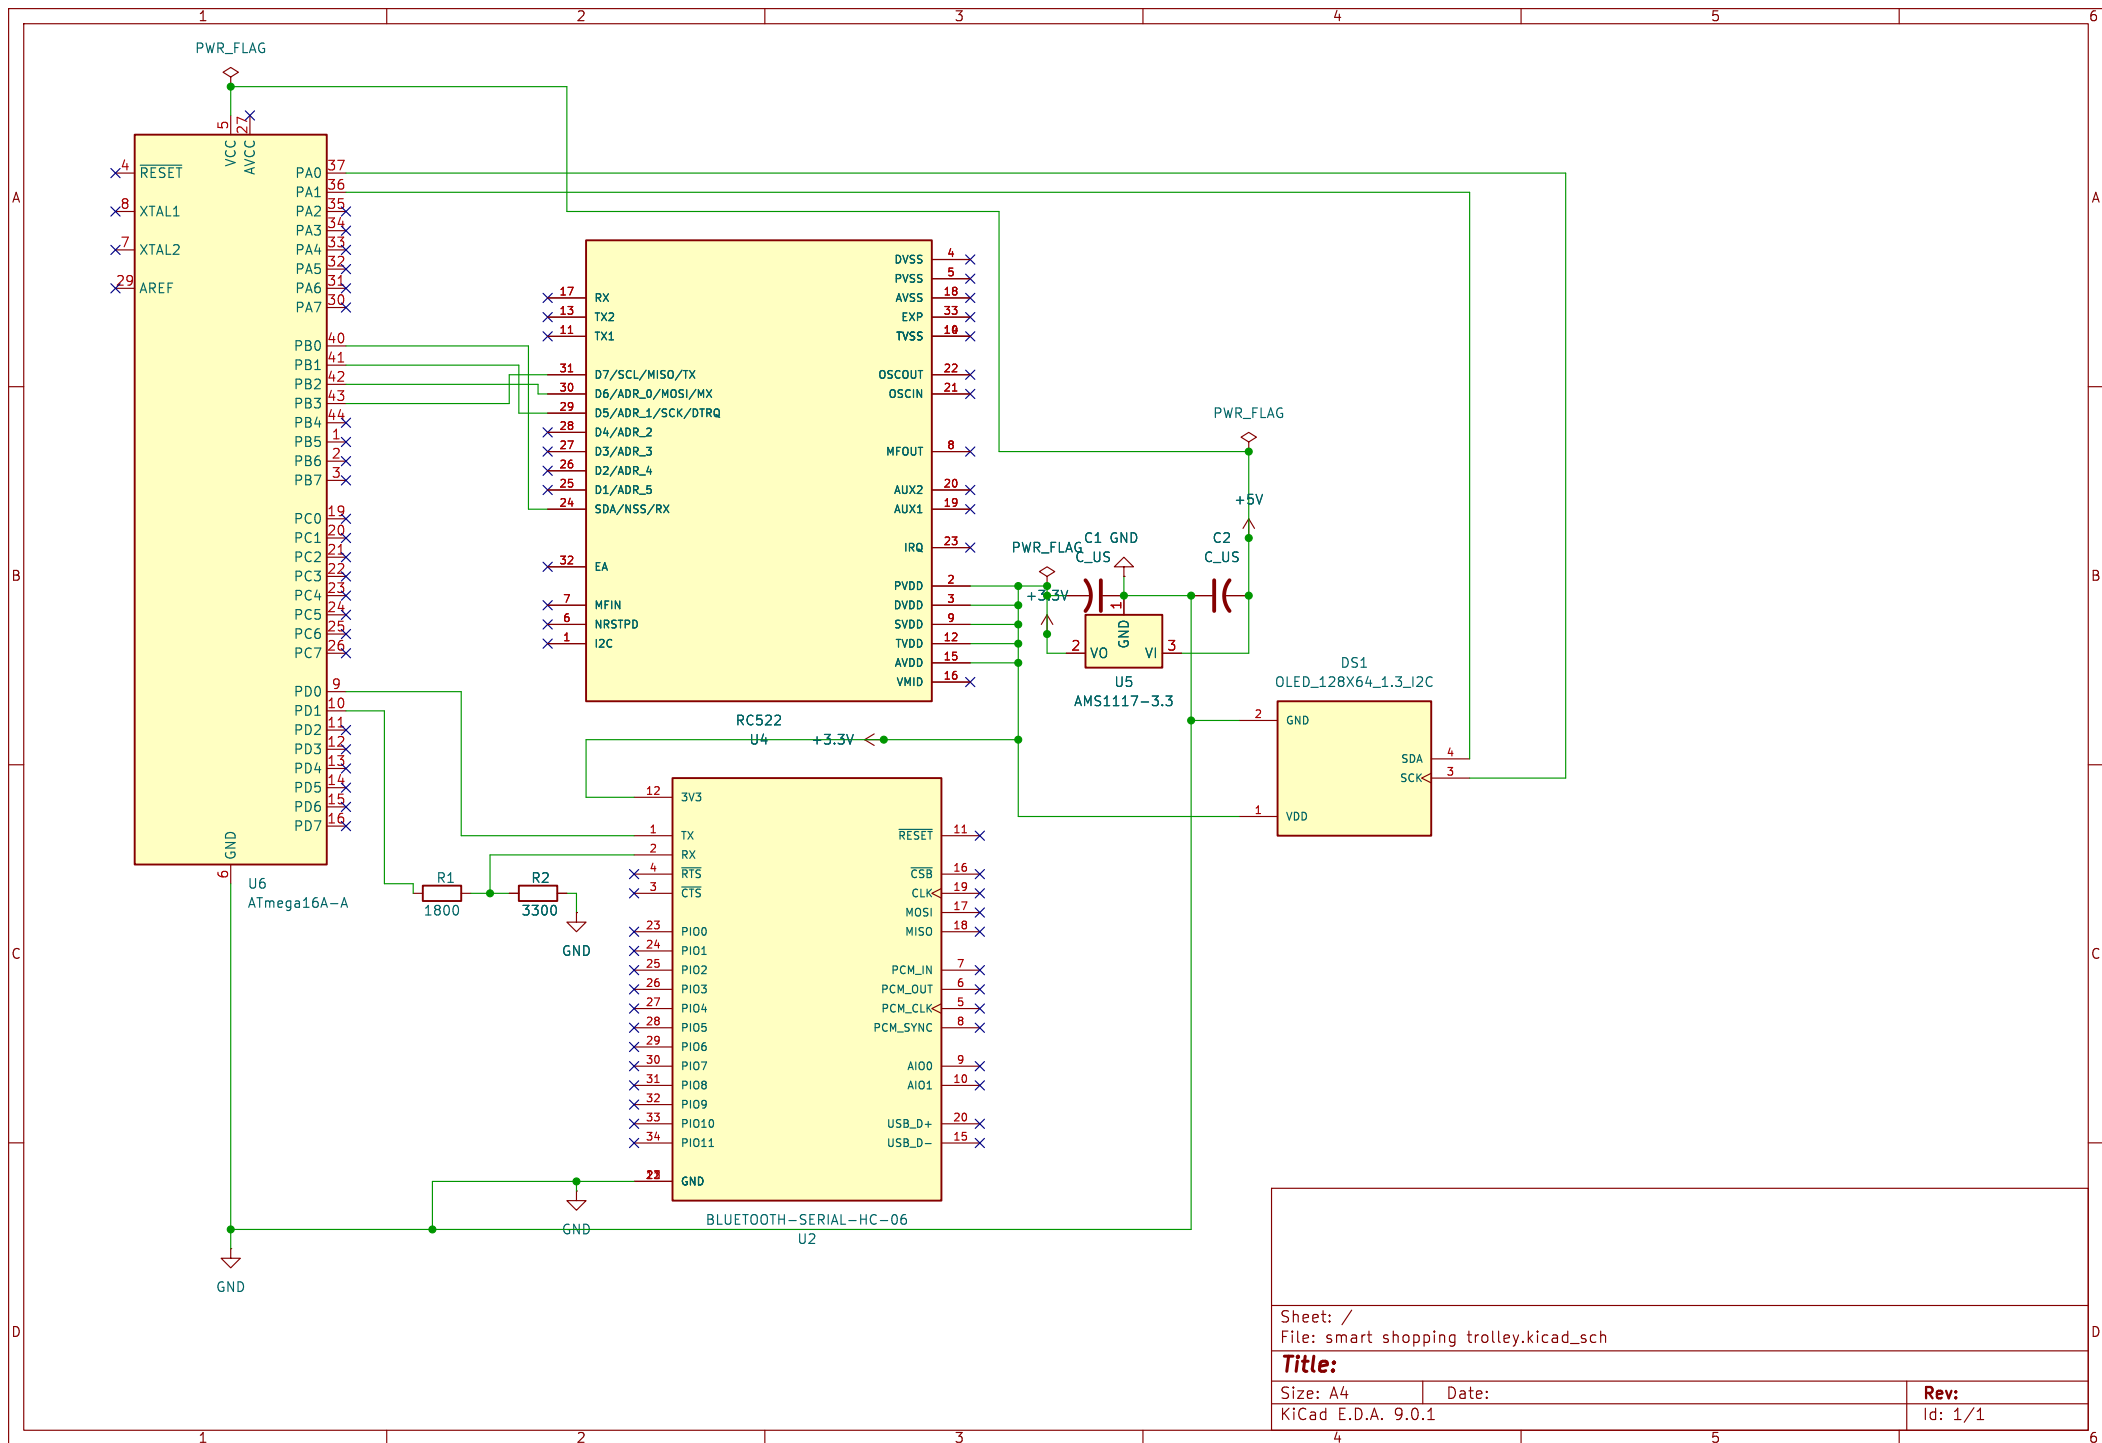 1 2 3 4 5 6
A
B
C
D
A
B
C
D
PWR_FLAG
5 27
VCC AVCC
4 RESET
8 XTAL1
7 XTAL2
29 AREF
PA0 37
PA1 36
PA2 35
PA3 34
PA4 33
PA5 32
PA6 31
PA7 30
PB0 40
PB1 41
PB2 42
PB3 43
PB4 44
PB5 1
PB6 2
PB7 3
PC0 19
PC1 20
PC2 21
PC3 22
PC4 23
PC5 24
PC6 25
PC7 26
PD0 9
PD1 10
PD2 11
PD3 12
PD4 13
PD5 14
PD6 15
PD7 16
GND
6
U6
ATmega16A-A
GND
R1
1800
R2
3300
GND
17 RX
13 TX2
11 TX1
31 D7/SCL/MISO/TX
30 D6/ADR_0/MOSI/MX
29 D5/ADR_1/SCK/DTRQ
28 D4/ADR_2
27 D3/ADR_3
26 D2/ADR_4
25 D1/ADR_5
24 SDA/NSS/RX
32 EA
7 MFIN
6 NRSTPD
1 I2C
DVSS 4
PVSS 5
AVSS 18
EXP 33
TVSS
OSCOUT 22
OSCIN 21
MFOUT 8
AUX2 20
AUX1 19
IRQ 23
PVDD 2
DVDD 3
SVDD 9
TVDD 12
AVDD 15
VMID 16
RC522
U4
+3.3V
PWR_FLAG
+5V
PWR_FLAG
+3.3V
C1
C_US
GND
C2
C_US
1
GND
2 VO
VI 3
U5
AMS1117-3.3
DS1
OLED_128X64_1.3_I2C
2 GND
SDA 4
SCK 3
1 VDD
12 3V3
1 TX
2 RX
4 RTS
3 CTS
23 PIO0
24 PIO1
25 PIO2
26 PIO3
27 PIO4
28 PIO5
29 PIO6
30 PIO7
31 PIO8
32 PIO9
33 PIO10
34 PIO11
GND
RESET 11
CSB 16
CLK 19
MOSI 17
MISO 18
PCM_IN 7
PCM_OUT 6
PCM_CLK 5
PCM_SYNC 8
AIO0 9
AIO1 10
USB_D+ 20
USB_D- 15
GND
BLUETOOTH-SERIAL-HC-06
U2
Sheet: /
File: smart shopping trolley.kicad_sch
Title:
Size: A4 Date: Rev:
KiCad E.D.A. 9.0.1 Id: 1/1
1 2 3 4 5 6